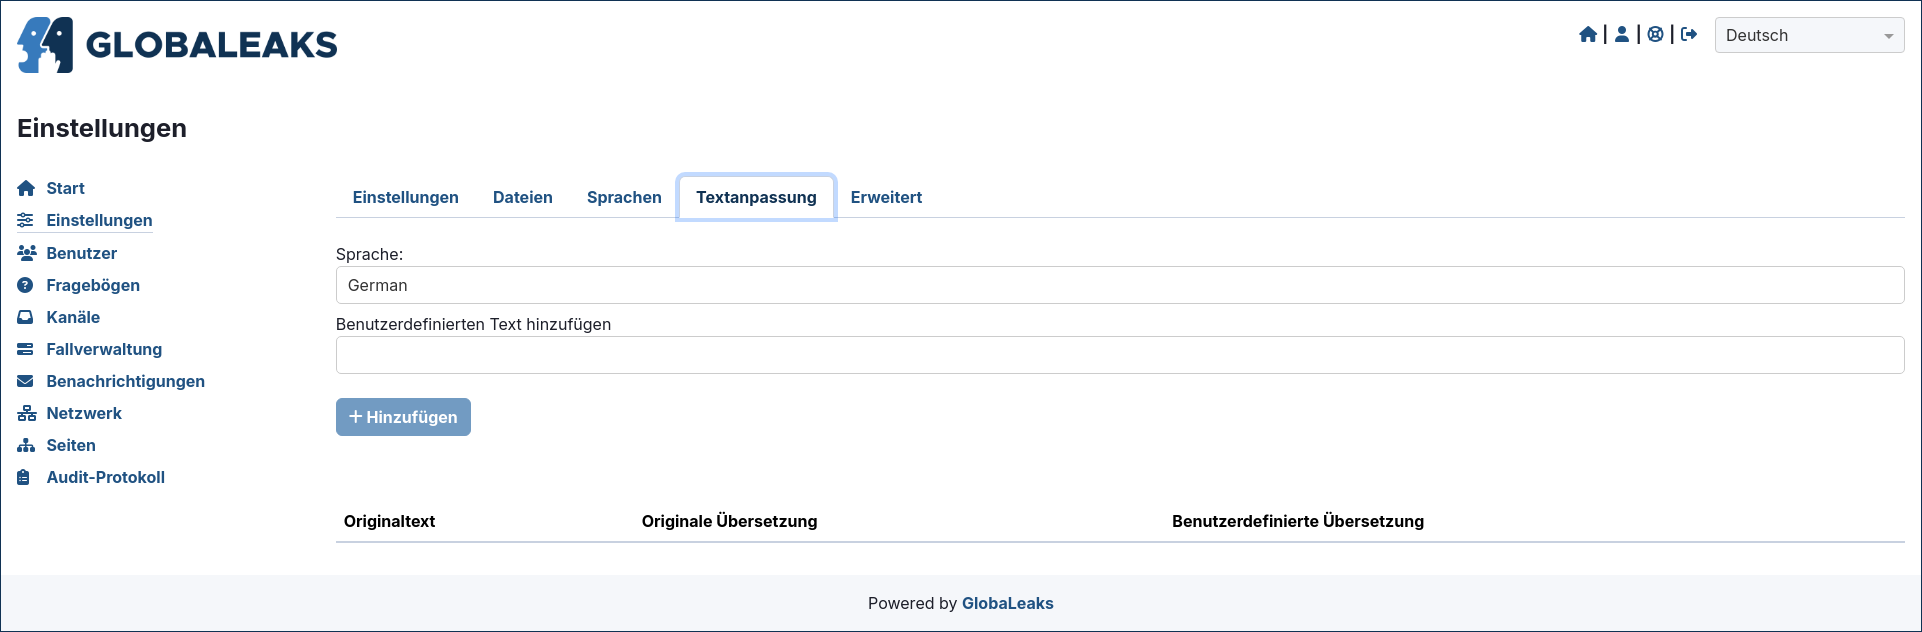 GLOBALEAKS
Deutsch
Einstellungen
Start
Einstellungen
Benutzer
Fragebögen
Kanäle
Fallverwaltung
Benachrichtigungen
Netzwerk
Seiten
Audit-Protokoll
Einstellungen Dateien Sprachen Textanpassung Erweitert
Sprache:
German
Benutzerdefinierten Text hinzufügen
Hinzufügen
Originaltext Originale Übersetzung Benutzerdefinierte Übersetzung
Powered by GlobaLeaks